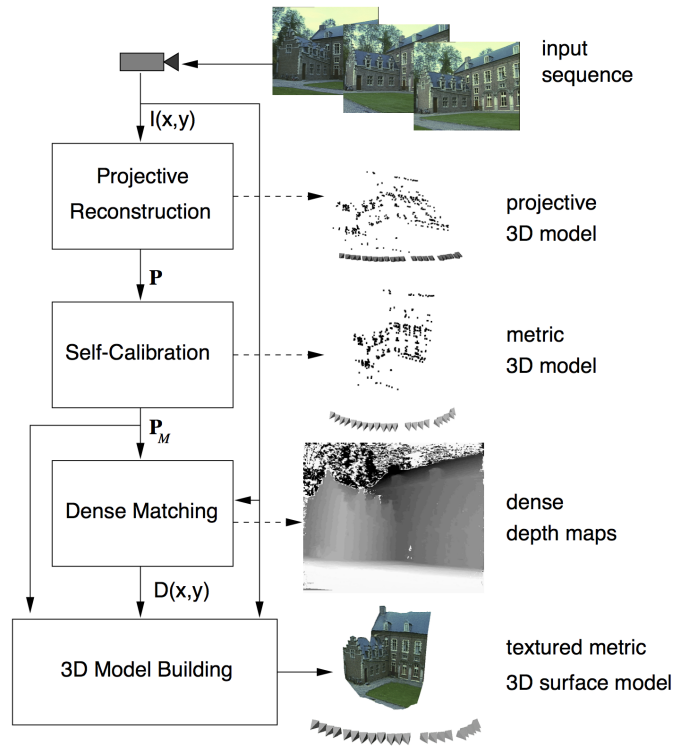 input
sequence
I(x,y)
Projective
Reconstruction
projective
3D model
P
Self-Calibration
metric
3D model
P_M
Dense Matching
dense
depth maps
D(x,y)
3D Model Building
textured metric
3D surface model